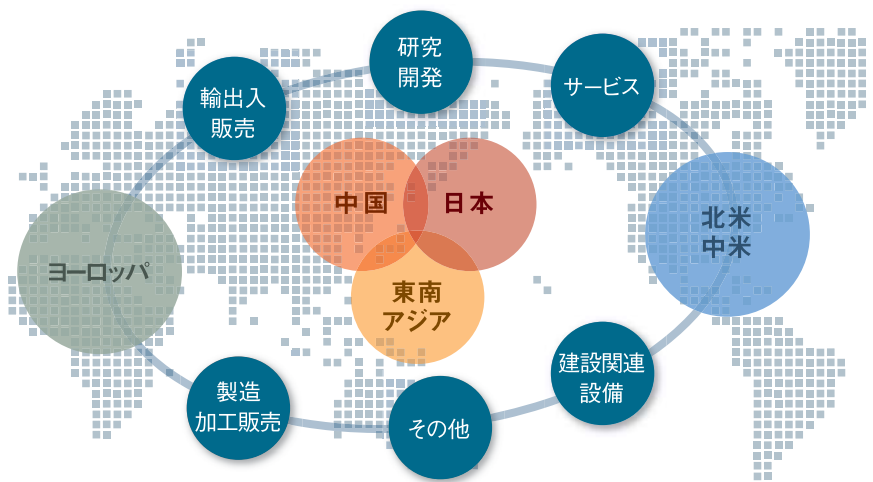 研究
開発
輸出入
販売
サービス
中国
日本
北米
中米
ヨーロッパ
東南
アジア
建設関連
設備
製造
加工販売
その他